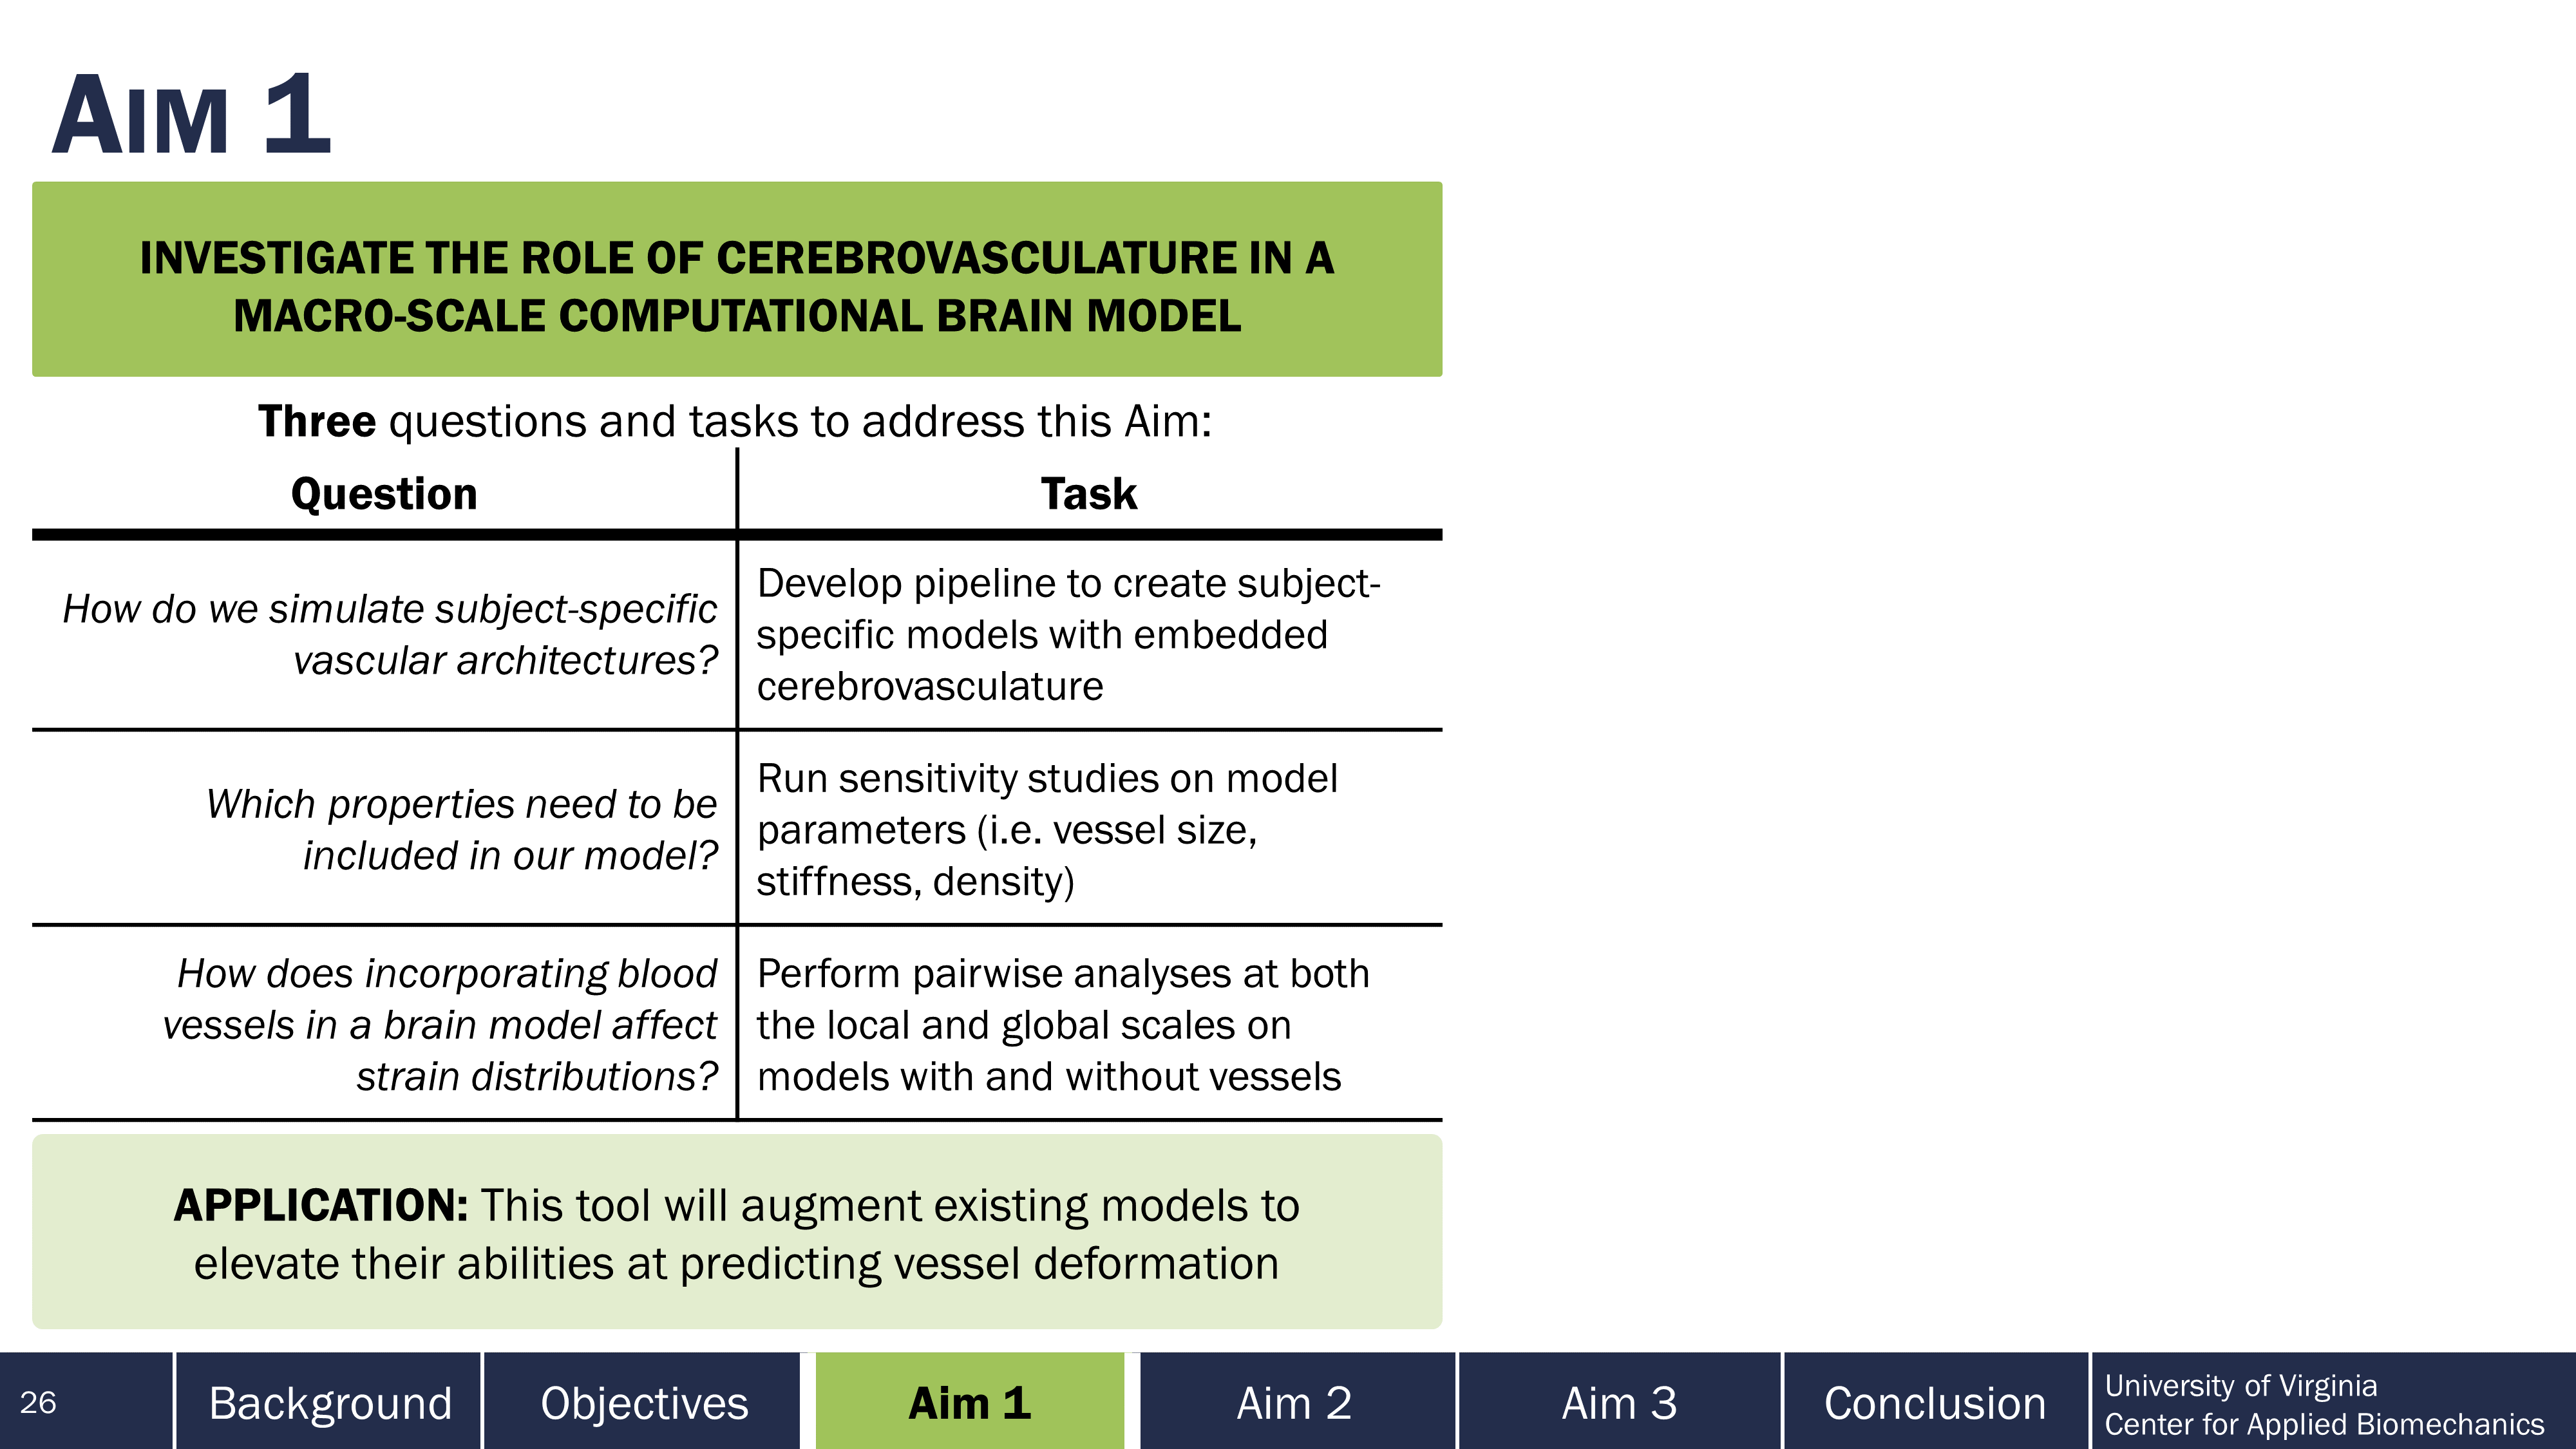 AIM 1
INVESTIGATE THE ROLE OF CEREBROVASCULATURE IN A
MACRO-SCALE COMPUTATIONAL BRAIN MODEL
Three questions and tasks to address this Aim:
Question
Task
How do we simulate subject-specific
vascular architectures?
Develop pipeline to create subject-
specific models with embedded
cerebrovasculature
Which properties need to be
included in our model?
Run sensitivity studies on model
parameters (i.e. vessel size,
stiffness, density)
How does incorporating blood
vessels in a brain model affect
strain distributions?
Perform pairwise analyses at both
the local and global scales on
models with and without vessels
APPLICATION: This tool will augment existing models to
elevate their abilities at predicting vessel deformation
26
Background
Objectives
Aim 1
Aim 2
Aim 3
Conclusion
University of Virginia
Center for Applied Biomechanics